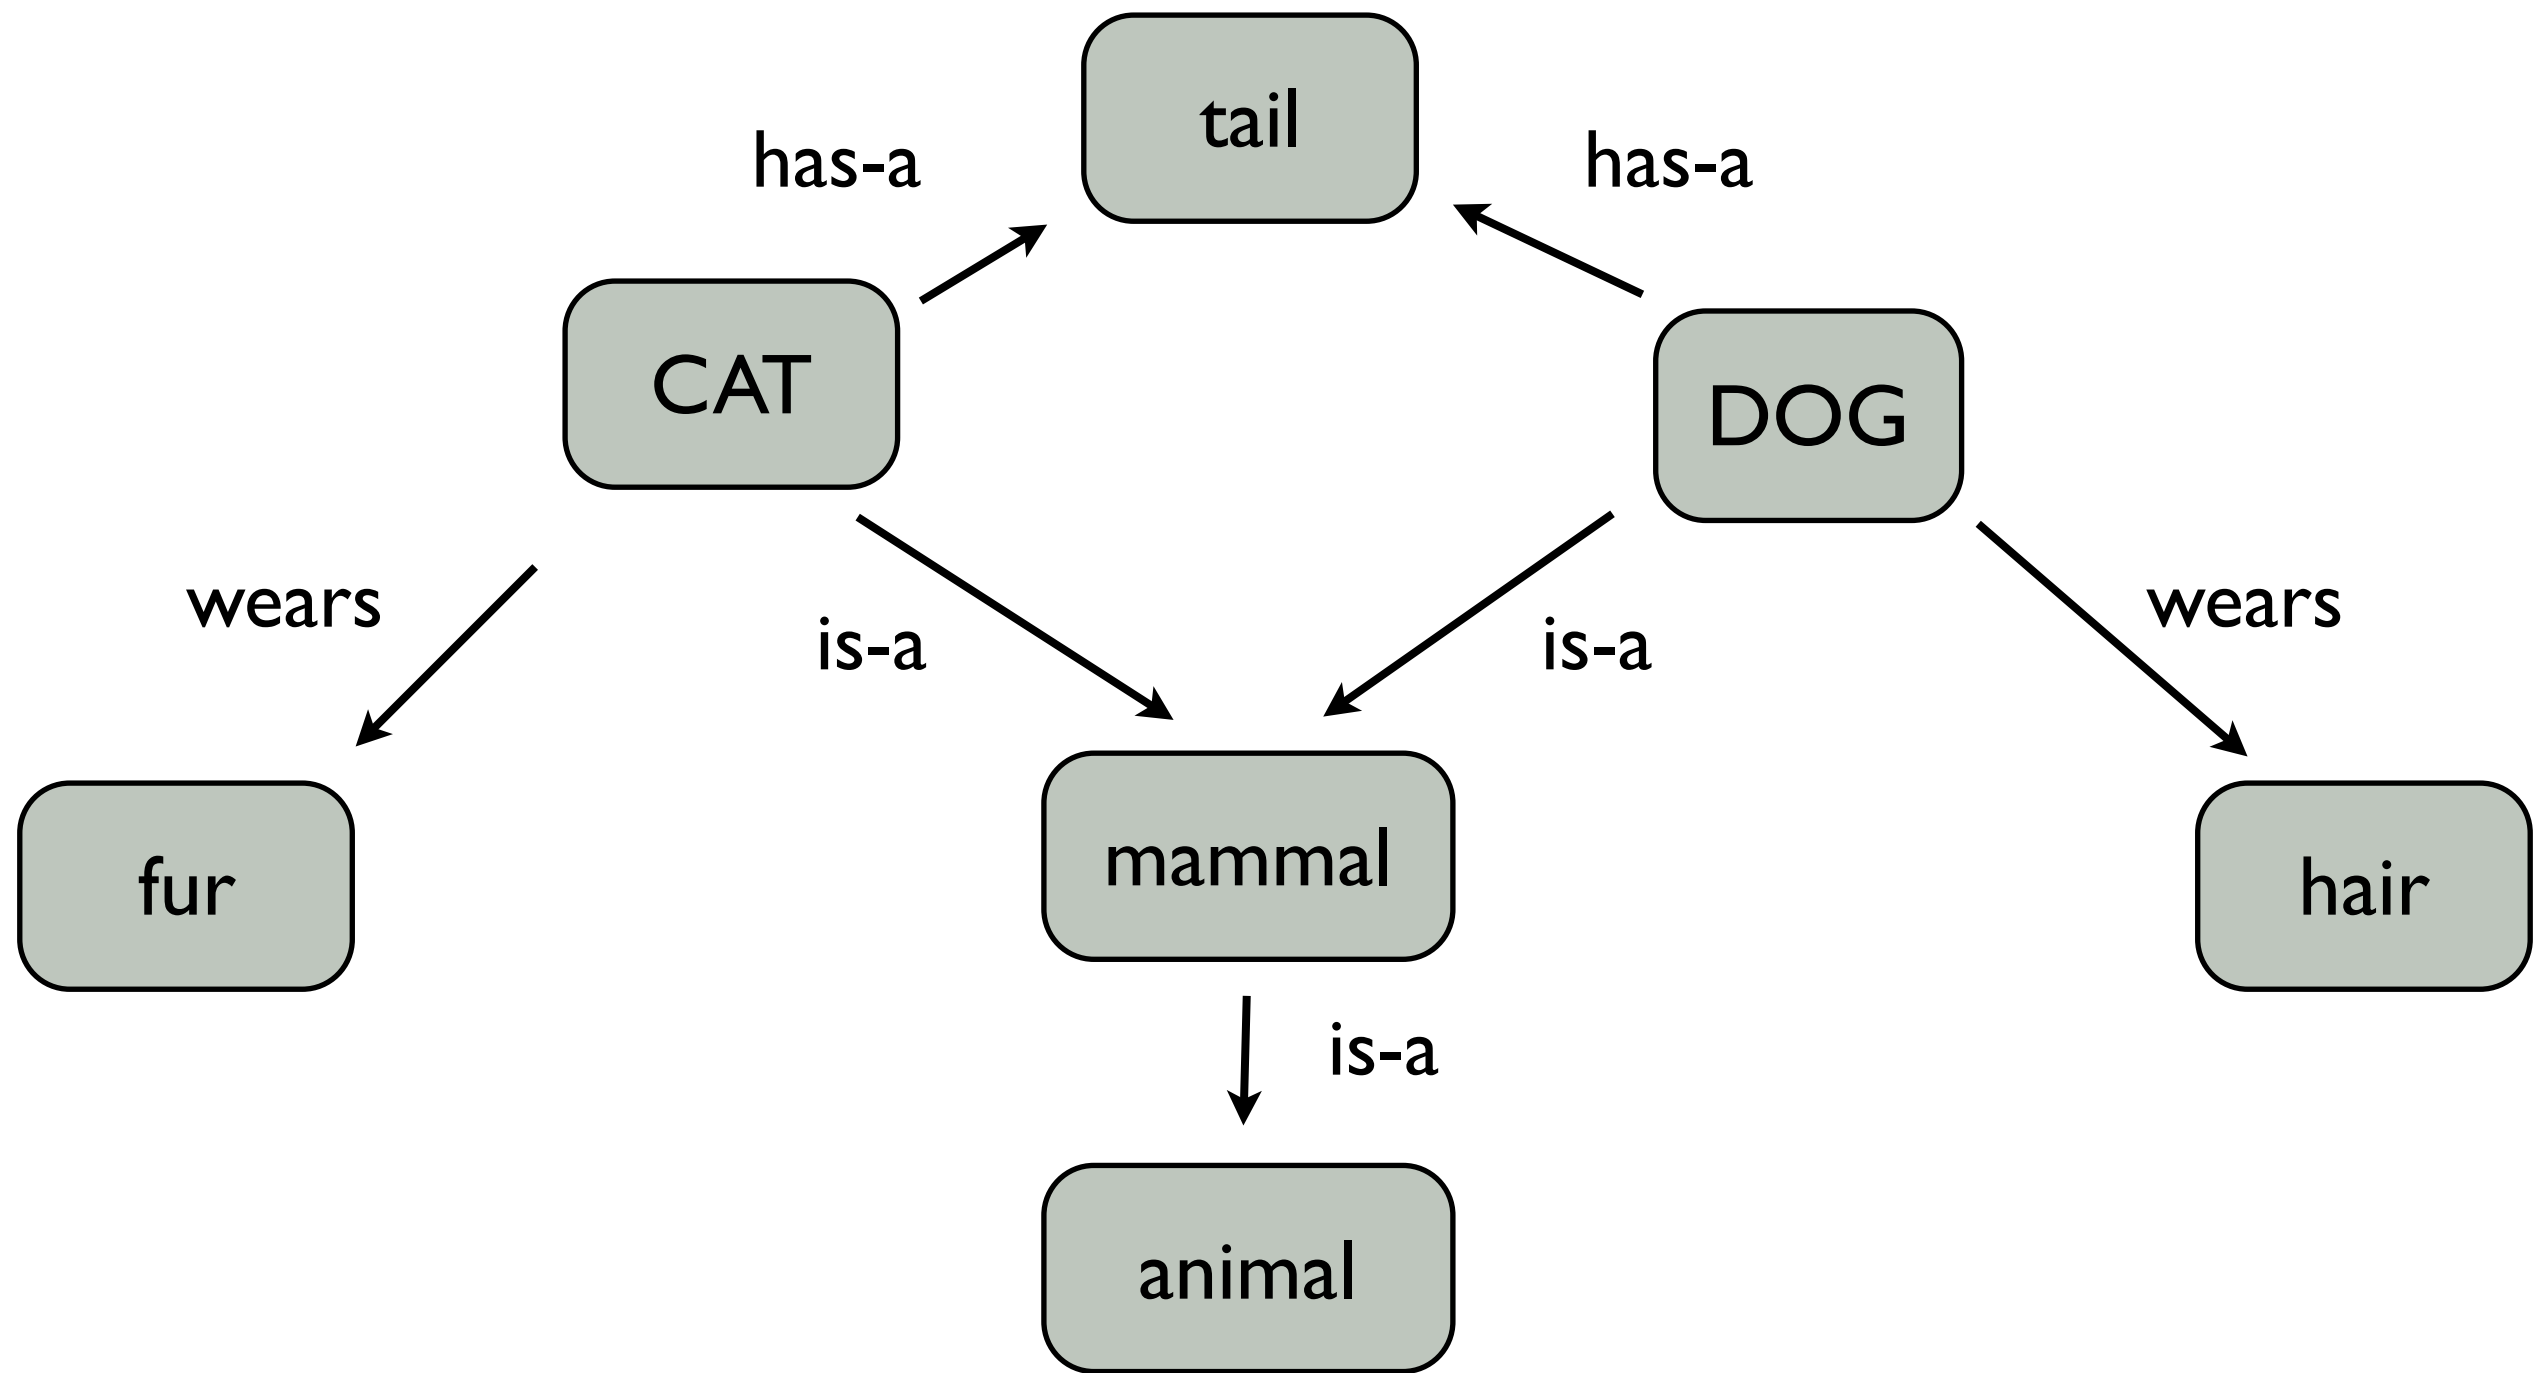 tail
has-a
has-a
CAT
DOG
wears
is-a
is-a
wears
fur
mammal
hair
is-a
animal